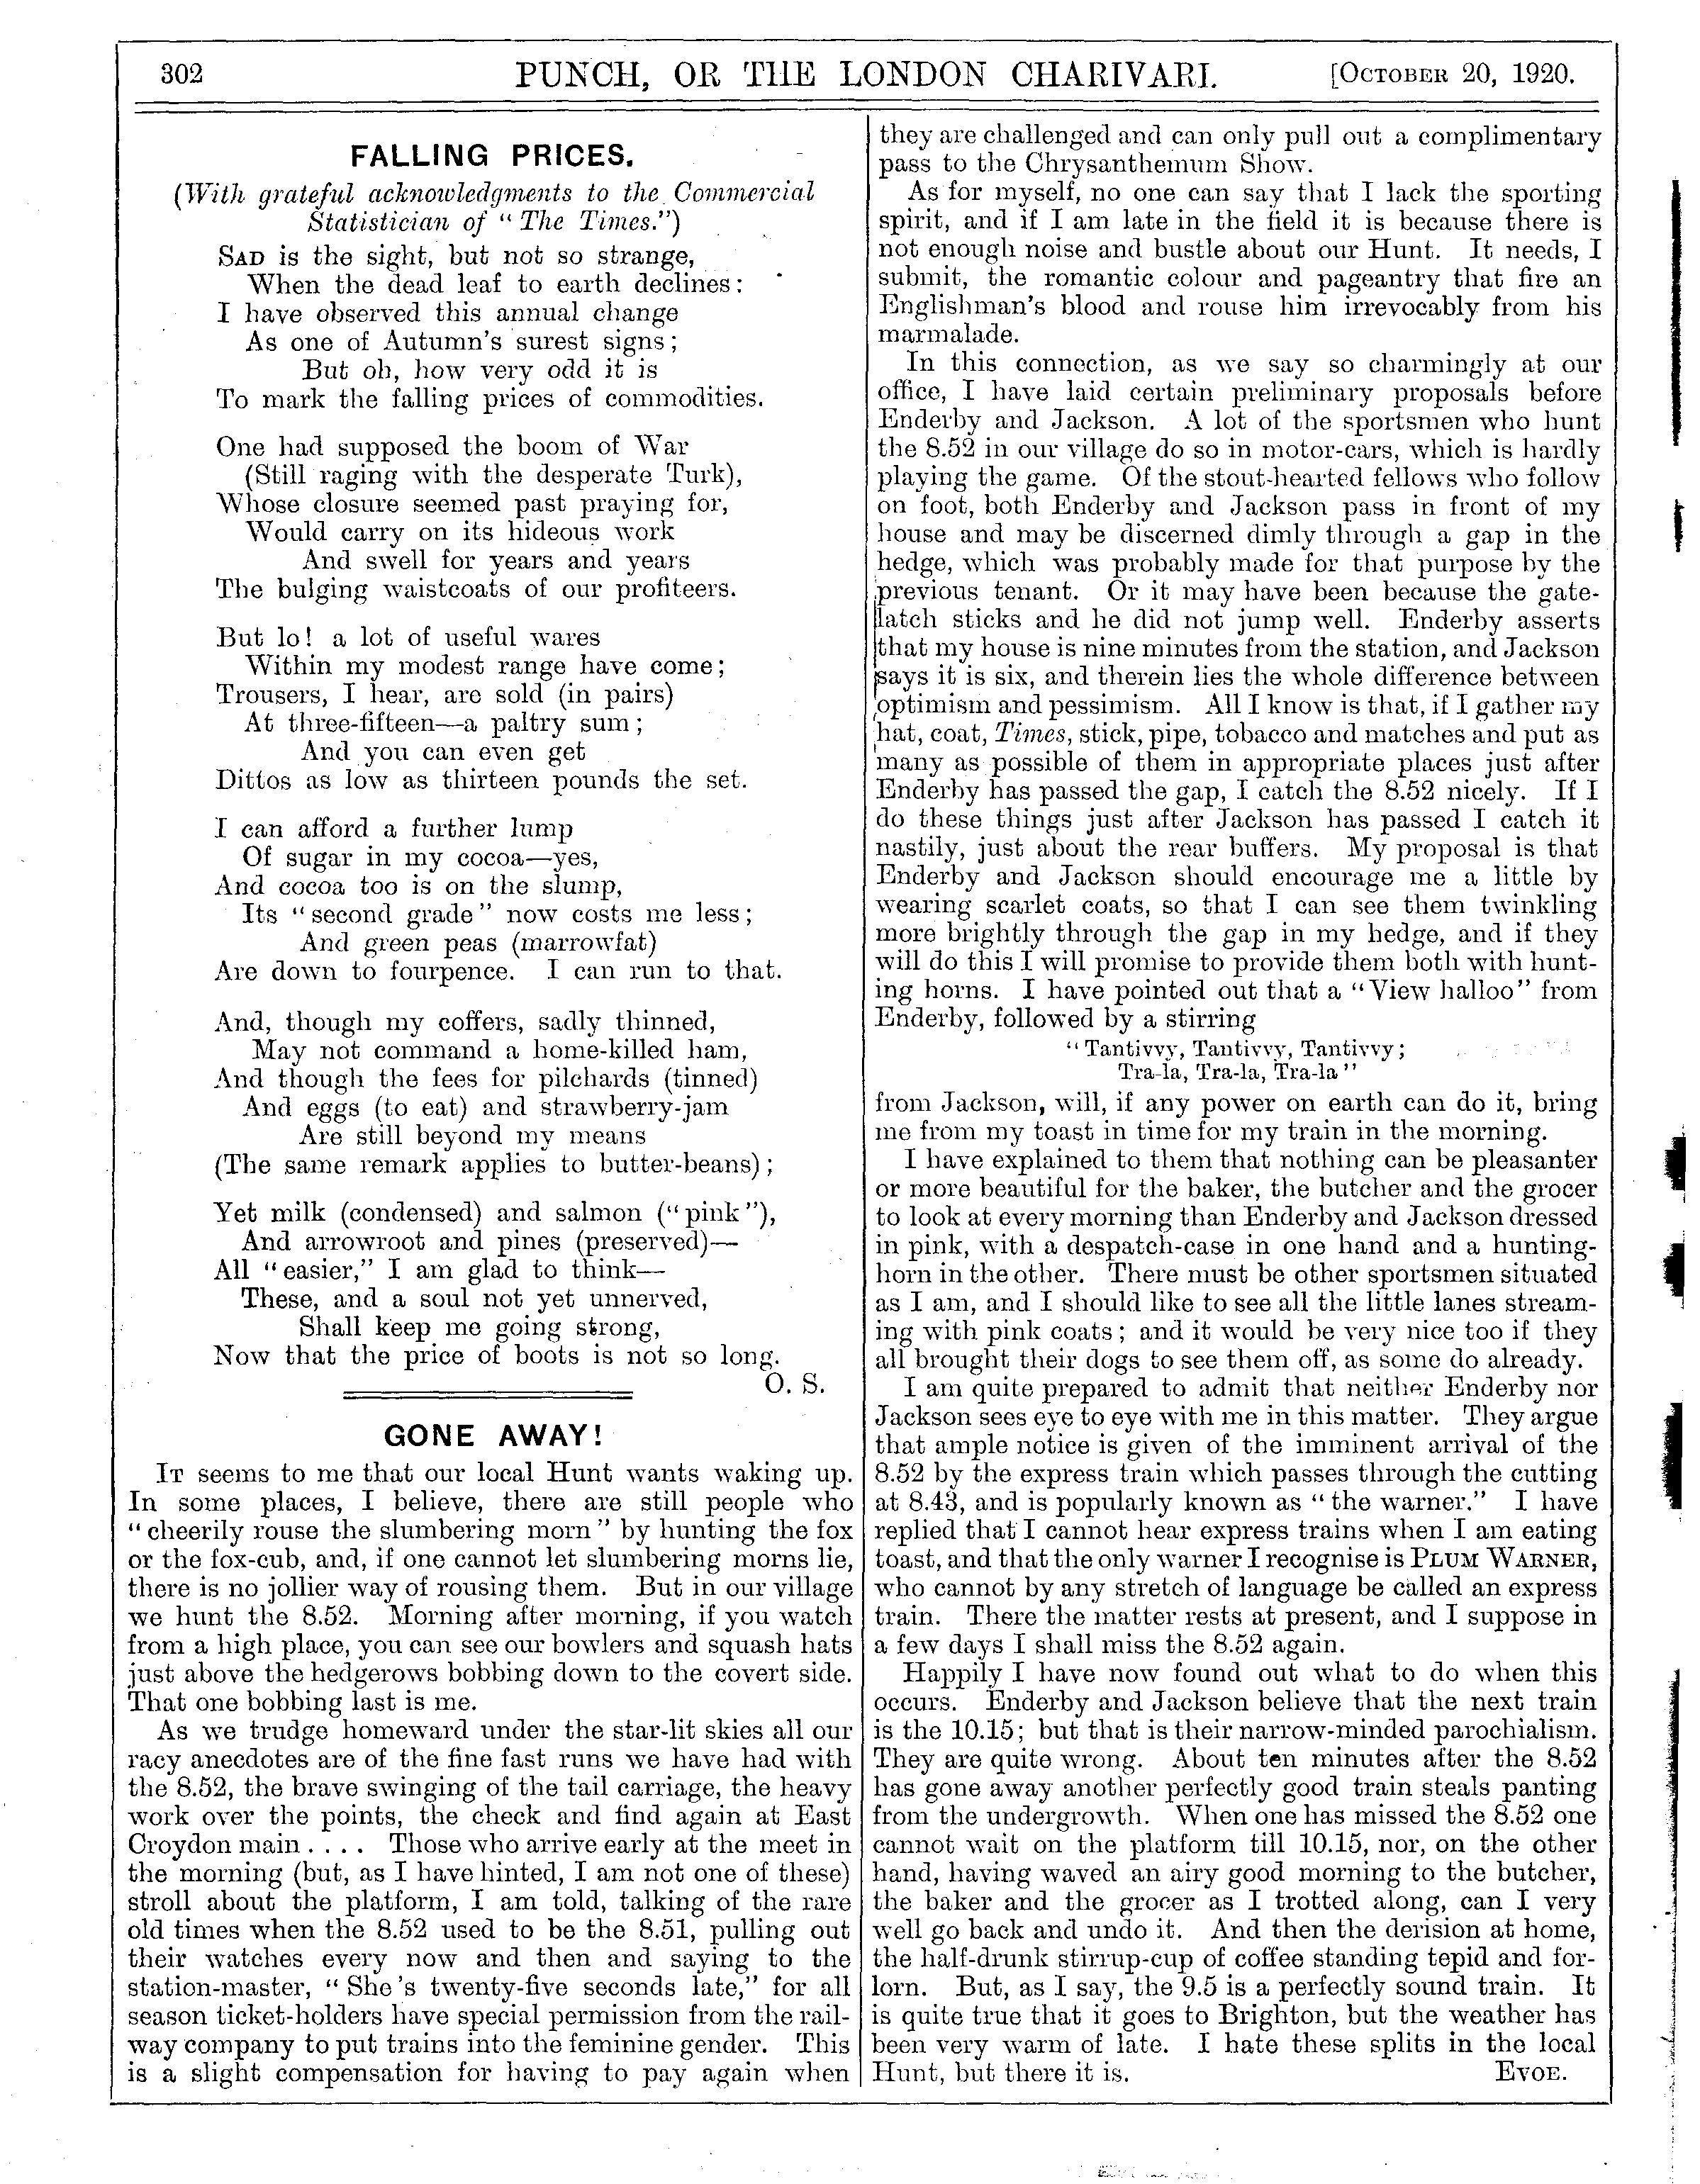 302 PUNCH, OR THE LONDON CHARIVARI. [OCTOBER 20, 1920.
FALLING PRICES.
(With grateful acknowledgments to the Commercial
Statistician of "The Times.")
SAD is the sight, but not so strange,
When the dead leaf to earth declines:
I have observed this annual change
As one of Autumn's surest signs;
But oh, how very odd it is
To mark the falling prices of commodities.
One had supposed the boom of War
(Still raging with the desperate Turk),
Whose closure seemed past praying for,
Would carry on its hideous work
And swell for years and years
The bulging waistcoats of our profiteers.
But lo! a lot of useful wares
Within my modest range have come;
Trousers, I hear, are sold (in pairs)
At three-fifteen—a paltry sum;
And you can even get
Dittos as low as thirteen pounds the set.
I can afford a further lump
Of sugar in my cocoa—yes,
And cocoa too is on the slump,
Its "second grade" now costs me less;
And green peas (marrowfat)
Are down to fourpence. I can run to that.
And, though my coffers, sadly thinned,
May not command a home-killed ham,
And though the fees for pilchards (tinned)
And eggs (to eat) and strawberry-jam
Are still beyond my means
(The same remark applies to butter-beans);
Yet milk (condensed) and salmon ("pink"),
And arrowroot and pines (preserved)—
All "easier," I am glad to think—
These, and a soul not yet unnerved,
Shall keep me going strong,
Now that the price of boots is not so long.
O. S.
GONE AWAY!
IT seems to me that our local Hunt wants waking up.
In some places, I believe, there are still people who
"cheerily rouse the slumbering morn" by hunting the fox
or the fox-cub, and, if one cannot let slumbering morns lie,
there is no jollier way of rousing them. But in our village
we hunt the 8.52. Morning after morning, if you watch
from a high place, you can see our bowlers and squash hats
just above the hedgerows bobbing down to the covert side.
That one bobbing last is me.
As we trudge homeward under the star-lit skies all our
racy anecdotes are of the fine fast runs we have had with
the 8.52, the brave swinging of the tail carriage, the heavy
work over the points, the check and find again at East
Croydon main . . . . Those who arrive early at the meet in
the morning (but, as I have hinted, I am not one of these)
stroll about the platform, I am told, talking of the rare
old times when the 8.52 used to be the 8.51, pulling out
their watches every now and then and saying to the
station-master, "She's twenty-five seconds late," for all
season ticket-holders have special permission from the rail-
way company to put trains into the feminine gender. This
is a slight compensation for having to pay again when
they are challenged and can only pull out a complimentary
pass to the Chrysanthemum Show.
As for myself, no one can say that I lack the sporting
spirit, and if I am late in the field it is because there is
not enough noise and bustle about our Hunt. It needs, I
submit, the romantic colour and pageantry that fire an
Englishman's blood and rouse him irrevocably from his
marmalade.
In this connection, as we say so charmingly at our
office, I have laid certain preliminary proposals before
Enderby and Jackson. A lot of the sportsmen who hunt
the 8.52 in our village do so in motor-cars, which is hardly
playing the game. Of the stout-hearted fellows who follow
on foot, both Enderby and Jackson pass in front of my
house and may be discerned dimly through a gap in the
hedge, which was probably made for that purpose by the
previous tenant. Or it may have been because the gate-
latch sticks and he did not jump well. Enderby asserts
that my house is nine minutes from the station, and Jackson
says it is six, and therein lies the whole difference between
optimism and pessimism. All I know is that, if I gather my
hat, coat, Times, stick, pipe, tobacco and matches and put as
many as possible of them in appropriate places just after
Enderby has passed the gap, I catch the 8.52 nicely. If I
do these things just after Jackson has passed I catch it
nastily, just about the rear buffers. My proposal is that
Enderby and Jackson should encourage me a little by
wearing scarlet coats, so that I can see them twinkling
more brightly through the gap in my hedge, and if they
will do this I will promise to provide them both with hunt-
ing horns. I have pointed out that a "View halloo" from
Enderby, followed by a stirring
"Tantivvy, Tantivvy, Tantivvy;
Tra-la, Tra-la, Tra-la"
from Jackson, will, if any power on earth can do it, bring
me from my toast in time for my train in the morning.
I have explained to them that nothing can be pleasanter
or more beautiful for the baker, the butcher and the grocer
to look at every morning than Enderby and Jackson dressed
in pink, with a despatch-case in one hand and a hunting-
horn in the other. There must be other sportsmen situated
as I am, and I should like to see all the little lanes stream-
ing with pink coats; and it would be very nice too if they
all brought their dogs to see them off, as some do already.
I am quite prepared to admit that neither Enderby nor
Jackson sees eye to eye with me in this matter. They argue
that ample notice is given of the imminent arrival of the
8.52 by the express train which passes through the cutting
at 8.43, and is popularly known as "the warner." I have
replied that I cannot hear express trains when I am eating
toast, and that the only warner I recognise is PLUM WARNER,
who cannot by any stretch of language be called an express
train. There the matter rests at present, and I suppose in
a few days I shall miss the 8.52 again.
Happily I have now found out what to do when this
occurs. Enderby and Jackson believe that the next train
is the 10.15; but that is their narrow-minded parochialism.
They are quite wrong. About ten minutes after the 8.52
has gone away another perfectly good train steals panting
from the undergrowth. When one has missed the 8.52 one
cannot wait on the platform till 10.15, nor, on the other
hand, having waved an airy good morning to the butcher,
the baker and the grocer as I trotted along, can I very
well go back and undo it. And then the derision at home,
the half-drunk stirrup-cup of coffee standing tepid and for-
lorn. But, as I say, the 9.5 is a perfectly sound train. It
is quite true that it goes to Brighton, but the weather has
been very warm of late. I hate these splits in the local
Hunt, but there it is. EVOE.